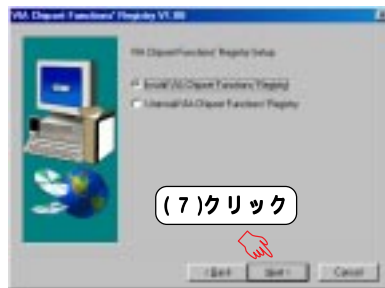 VIA Chipset Functions' Registry V1.00
VIA Chipset Functions' Registry Setup
Install VIA Chipset Functions' Registry
Uninstall VIA Chipset Functions' Registry
(7)クリック
< Back
Next >
Cancel